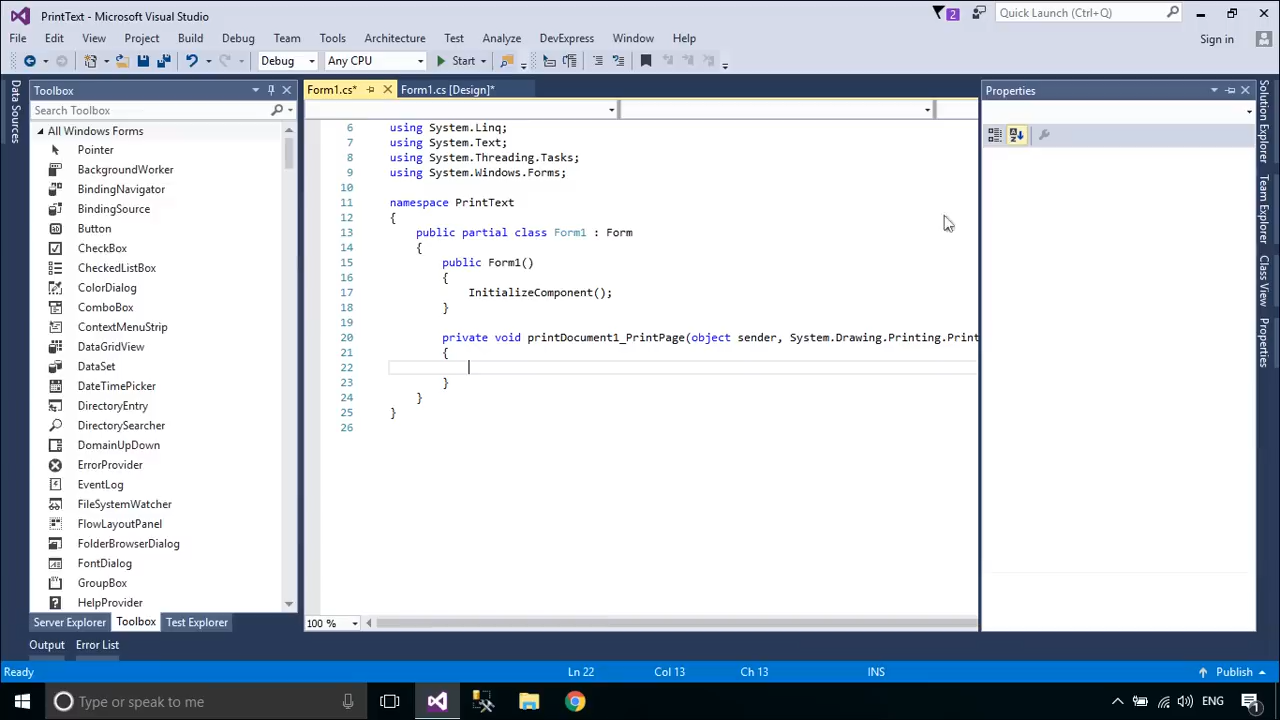 PrintText - Microsoft Visual Studio
2
Quick Launch (Ctrl+Q)
File Edit View Project Build Debug Team Tools Architecture Test Analyze DevExpress Window Help
Sign in
Debug Any CPU Start
Data Sources
Toolbox
Search Toolbox
All Windows Forms
Pointer
BackgroundWorker
BindingNavigator
BindingSource
Button
CheckBox
CheckedListBox
ColorDialog
ComboBox
ContextMenuStrip
DataGridView
DataSet
DateTimePicker
DirectoryEntry
DirectorySearcher
DomainUpDown
ErrorProvider
EventLog
FileSystemWatcher
FlowLayoutPanel
FolderBrowserDialog
FontDialog
GroupBox
HelpProvider
Server Explorer Toolbox Test Explorer
Output Error List
Form1.cs* Form1.cs [Design]*
6 using System.Linq;
7 using System.Text;
8 using System.Threading.Tasks;
9 using System.Windows.Forms;
10
11 namespace PrintText
12 {
13 public partial class Form1 : Form
14 {
15 public Form1()
16 {
17 InitializeComponent();
18 }
19
20 private void printDocument1_PrintPage(object sender, System.Drawing.Printing.Print
21 {
22
23 }
24 }
25 }
26
100 %
Properties
Solution Explorer
Team Explorer
Class View
Properties
Ready Ln 22 Col 13 Ch 13 INS Publish
Type or speak to me
ENG
1